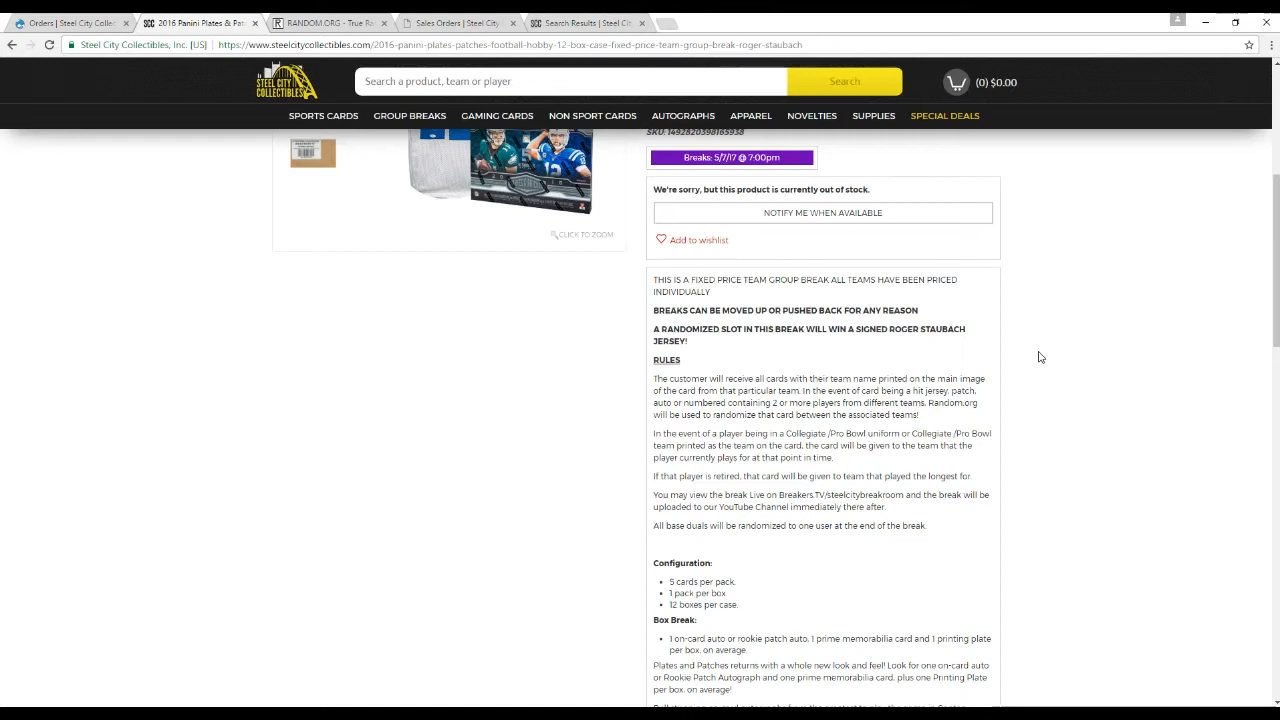 Orders | Steel City Collec
2016 Panini Plates & Pat
RANDOM.ORG - True Ra
Sales Orders | Steel City
Search Results | Steel Cit
Steel City Collectibles, Inc. [US]
https://www.steelcitycollectibles.com/2016-panini-plates-patches-football-hobby-12-box-case-fixed-price-team-group-break-roger-staubach
STEEL CITY
COLLECTIBLES
Search a product, team or player
Search
(0) $0.00
SPORTS CARDS GROUP BREAKS GAMING CARDS NON SPORT CARDS AUTOGRAPHS APPAREL NOVELTIES SUPPLIES SPECIAL DEALS
SKU: 1492820398165938
Breaks: 5/7/17 @ 7:00pm
We're sorry, but this product is currently out of stock.
NOTIFY ME WHEN AVAILABLE
Add to wishlist
CLICK TO ZOOM
THIS IS A FIXED PRICE TEAM GROUP BREAK ALL TEAMS HAVE BEEN PRICED
INDIVIDUALLY
BREAKS CAN BE MOVED UP OR PUSHED BACK FOR ANY REASON
A RANDOMIZED SLOT IN THIS BREAK WILL WIN A SIGNED ROGER STAUBACH
JERSEY!
RULES
The customer will receive all cards with their team name printed on the main image
of the card from that particular team. In the event of card being a hit jersey, patch,
auto or numbered containing 2 or more players from different teams, Random.org
will be used to randomize that card between the associated teams!
In the event of a player being in a Collegiate /Pro Bowl uniform or Collegiate /Pro Bowl
team printed as the team on the card, the card will be given to the team that the
player currently plays for at that point in time.
If that player is retired, that card will be given to team that played the longest for.
You may view the break Live on Breakers.TV/steelcitybreakroom and the break will be
uploaded to our YouTube Channel immediately there after.
All base duals will be randomized to one user at the end of the break.
Configuration:
5 cards per pack.
1 pack per box.
12 boxes per case.
Box Break:
1 on-card auto or rookie patch auto, 1 prime memorabilia card and 1 printing plate
per box, on average.
Plates and Patches returns with a whole new look and feel! Look for one on-card auto
or Rookie Patch Autograph and one prime memorabilia card, plus one Printing Plate
per box, on average!